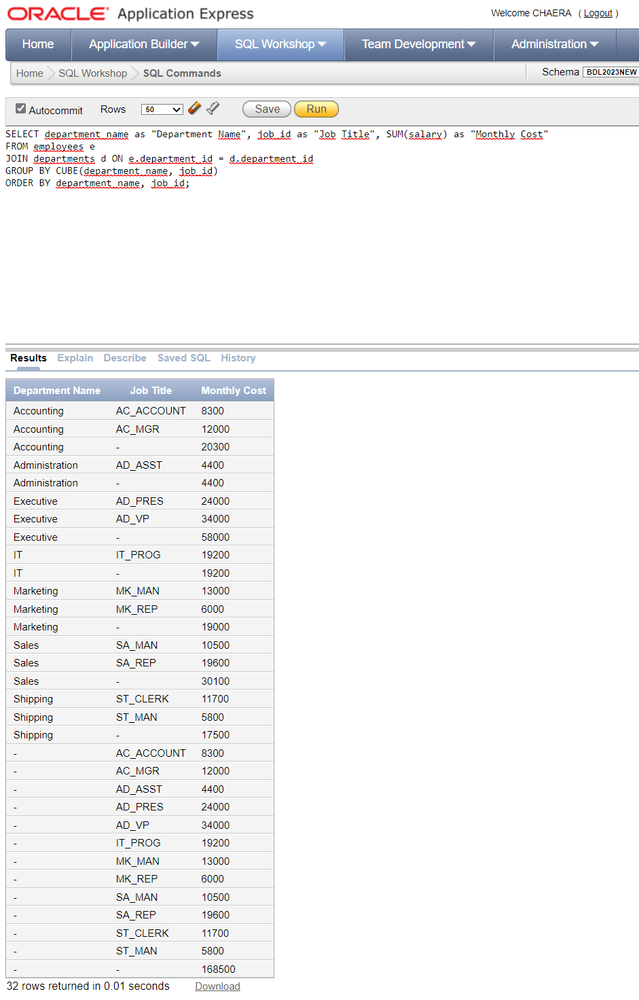 ORACLE® Application Express
Welcome CHAERA ( Logout )
Home Application Builder SQL Workshop Team Development Administration
Home SQL Workshop SQL Commands Schema BDL2023NEW
Autocommit Rows 50 Save Run
SELECT department_name as "Department Name", job_id as "Job Title", SUM(salary) as "Monthly Cost"
FROM employees e
JOIN departments d ON e.department_id = d.department_id
GROUP BY CUBE(department_name, job_id)
ORDER BY department_name, job_id;
Results Explain Describe Saved SQL History
Department Name Job Title Monthly Cost
Accounting AC_ACCOUNT 8300
Accounting AC_MGR 12000
Accounting - 20300
Administration AD_ASST 4400
Administration - 4400
Executive AD_PRES 24000
Executive AD_VP 34000
Executive - 58000
IT IT_PROG 19200
IT - 19200
Marketing MK_MAN 13000
Marketing MK_REP 6000
Marketing - 19000
Sales SA_MAN 10500
Sales SA_REP 19600
Sales - 30100
Shipping ST_CLERK 11700
Shipping ST_MAN 5800
Shipping - 17500
- AC_ACCOUNT 8300
- AC_MGR 12000
- AD_ASST 4400
- AD_PRES 24000
- AD_VP 34000
- IT_PROG 19200
- MK_MAN 13000
- MK_REP 6000
- SA_MAN 10500
- SA_REP 19600
- ST_CLERK 11700
- ST_MAN 5800
- - 168500
32 rows returned in 0.01 seconds Download